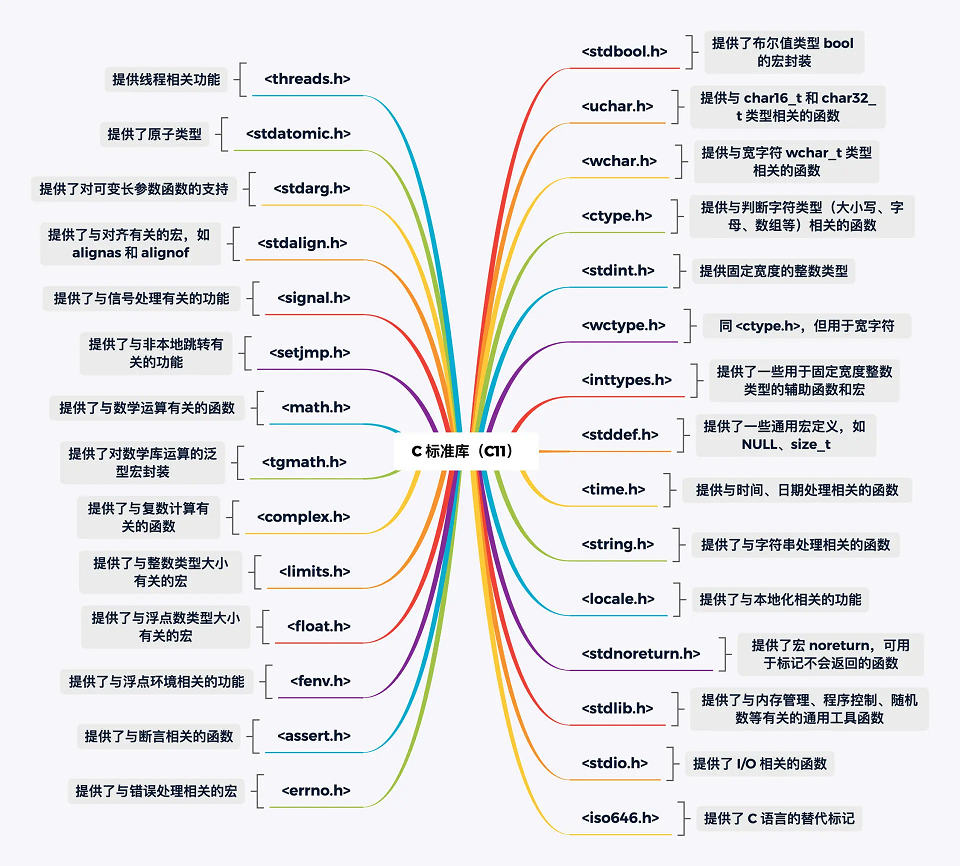 C 标准库（C11）
<threads.h>
提供线程相关功能
<stdatomic.h>
提供了原子类型
<stdarg.h>
提供了对可变长参数函数的支持
<stdalign.h>
提供了与对齐有关的宏，如
alignas 和 alignof
<signal.h>
提供了与信号处理有关的功能
<setjmp.h>
提供了与非本地跳转有
关的功能
<math.h>
提供了与数学运算有关的函数
<tgmath.h>
提供了对数学库运算的泛
型宏封装
<complex.h>
提供了与复数计算有
关的函数
<limits.h>
提供了与整数类型大小
有关的宏
<float.h>
提供了与浮点数类型大小
有关的宏
<fenv.h>
提供了与浮点环境相关的功能
<assert.h>
提供了与断言相关的函数
<errno.h>
提供了与错误处理相关的宏
<stdbool.h>
提供了布尔值类型 bool
的宏封装
<uchar.h>
提供与 char16_t 和 char32_
t 类型相关的函数
<wchar.h>
提供与宽字符 wchar_t 类型
相关的函数
<ctype.h>
提供与判断字符类型（大小写、字
母、数组等）相关的函数
<stdint.h>
提供固定宽度的整数类型
<wctype.h>
同 <ctype.h>，但用于宽字符
<inttypes.h>
提供了一些用于固定宽度整数
类型的辅助函数和宏
<stddef.h>
提供了一些通用宏定义，如
NULL、size_t
<time.h>
提供与时间、日期处理相关的函数
<string.h>
提供了与字符串处理相关的函数
<locale.h>
提供了与本地化相关的功能
<stdnoreturn.h>
提供了宏 noreturn，可用
于标记不会返回的函数
<stdlib.h>
提供了与内存管理、程序控制、随机
数等有关的通用工具函数
<stdio.h>
提供了 I/O 相关的函数
<iso646.h>
提供了 C 语言的替代标记